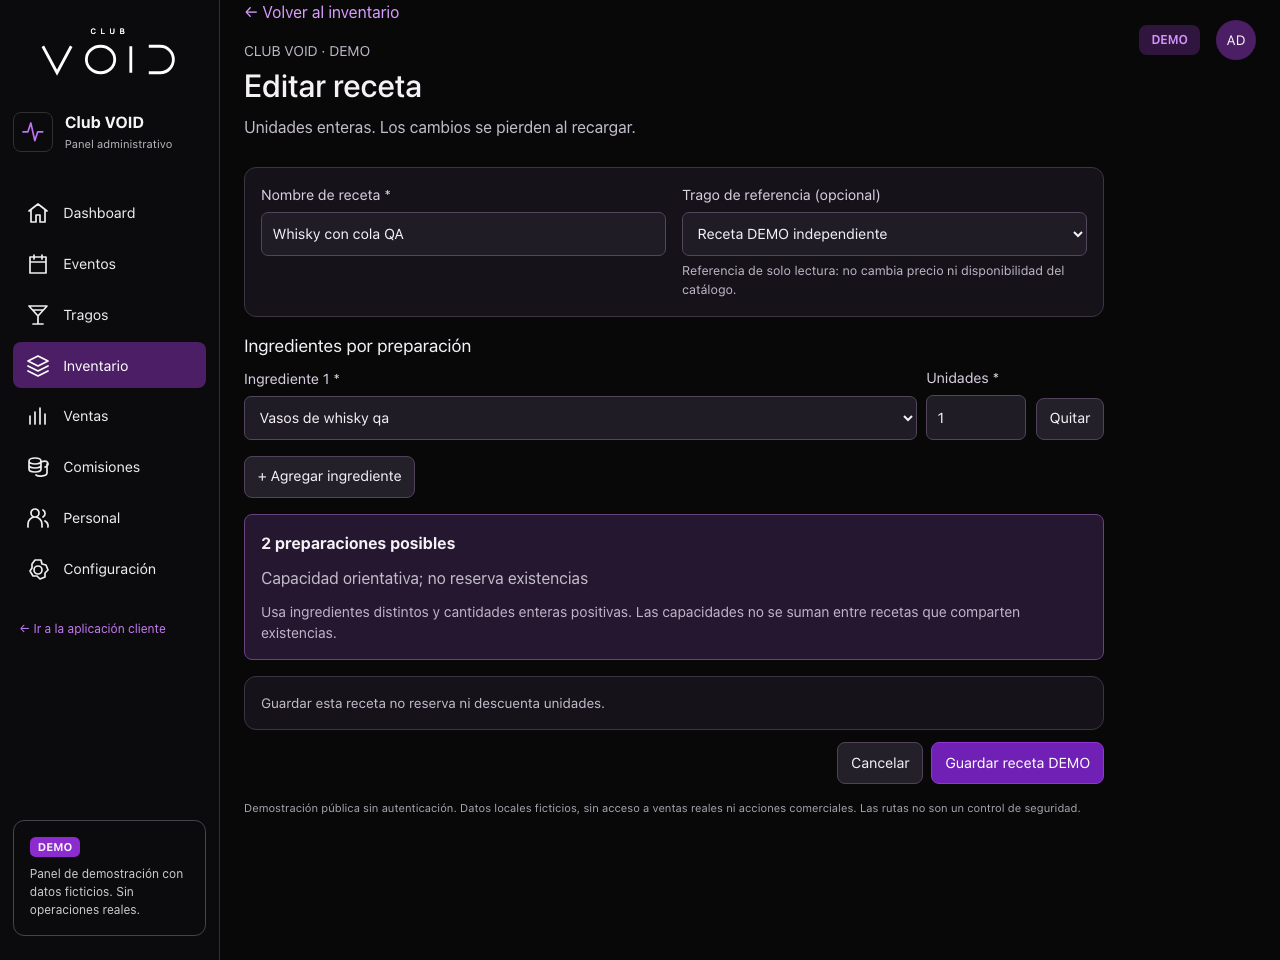 CLUB
VOID
Club VOID
Panel administrativo
Dashboard
Eventos
Tragos
Inventario
Ventas
Comisiones
Personal
Configuración
← Ir a la aplicación cliente
DEMO
Panel de demostración con
datos ficticios. Sin
operaciones reales.
← Volver al inventario
CLUB VOID · DEMO
DEMO
AD
Editar receta
Unidades enteras. Los cambios se pierden al recargar.
Nombre de receta *
Whisky con cola QA
Trago de referencia (opcional)
Receta DEMO independiente
Referencia de solo lectura: no cambia precio ni disponibilidad del
catálogo.
Ingredientes por preparación
Ingrediente 1 *
Unidades *
Vasos de whisky qa
1
Quitar
+ Agregar ingrediente
2 preparaciones posibles
Capacidad orientativa; no reserva existencias
Usa ingredientes distintos y cantidades enteras positivas. Las capacidades no se suman entre recetas que comparten
existencias.
Guardar esta receta no reserva ni descuenta unidades.
Cancelar
Guardar receta DEMO
Demostración pública sin autenticación. Datos locales ficticios, sin acceso a ventas reales ni acciones comerciales. Las rutas no son un control de seguridad.